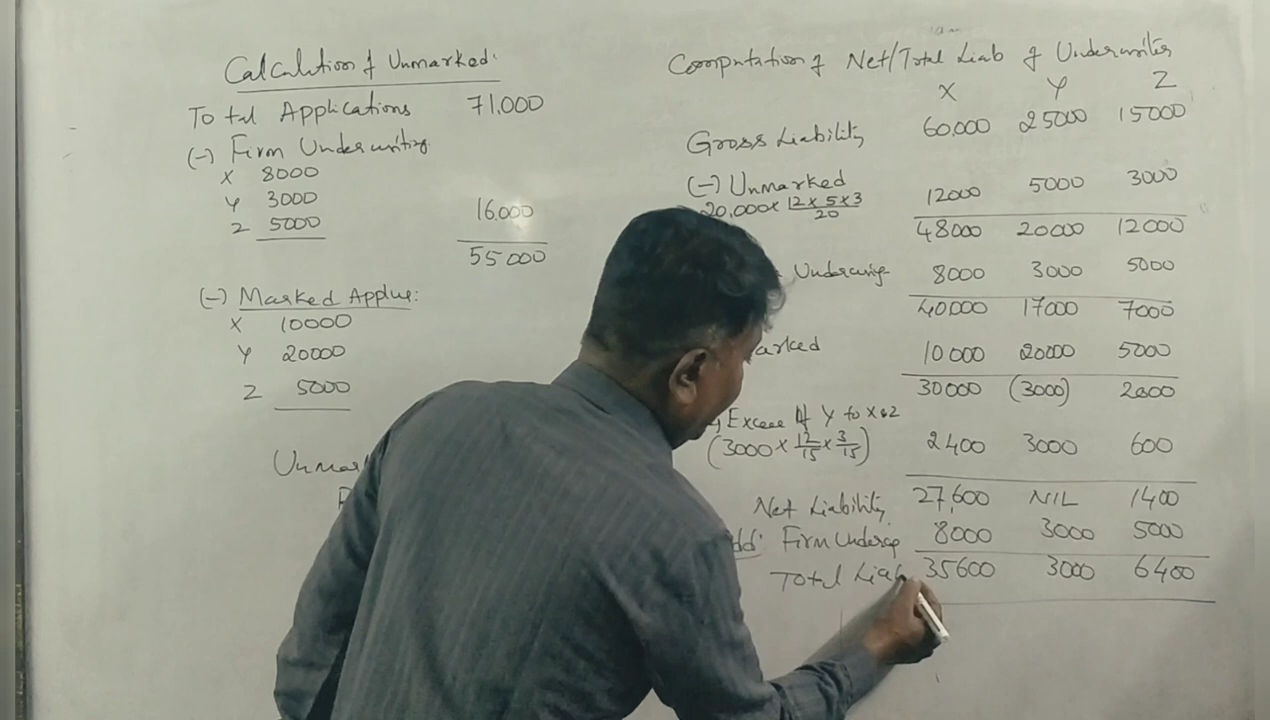 Calculation of Unmarked:
Total Applications 71,000
(-) Firm Underwriting
X 8000
Y 3000
Z 5000 16,000
55000
(-) Marked Applns:
X 10000
Y 20000
Z 5000
Computation of Net/Total Liab of Underwriter
X Y Z
Gross Liability 60,000 25000 15000
(-) Unmarked 12000 5000 3000
20,000 x 12 x 5 x 3 / 20
48000 20000 12000
8000 3000 5000
40000 17000 7000
arked 10000 20000 5000
30000 (3000) 2000
Excess of Y to X & Z
(3000 x 12/15 x 3/15) 2400 3000 600
Net Liability 27,600 NIL 1400
dd: Firm 8000 3000 5000
Total Liab 35600 3000 6400